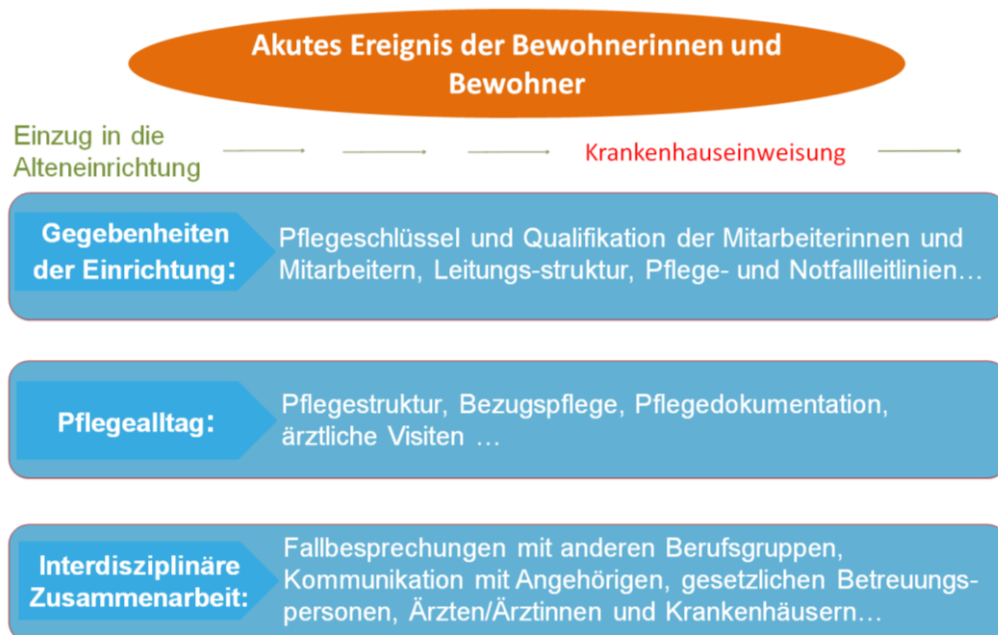 Akutes Ereignis der Bewohnerinnen und
Bewohner
Einzug in die
Alteneinrichtung
Krankenhauseinweisung
Gegebenheiten
der Einrichtung:
Pflegeschlüssel und Qualifikation der Mitarbeiterinnen und
Mitarbeitern, Leitungs-struktur, Pflege- und Notfallleitlinien…
Pflegealltag:
Pflegestruktur, Bezugspflege, Pflegedokumentation,
ärztliche Visiten …
Interdisziplinäre
Zusammenarbeit:
Fallbesprechungen mit anderen Berufsgruppen,
Kommunikation mit Angehörigen, gesetzlichen Betreuungs-
personen, Ärzten/Ärztinnen und Krankenhäusern…